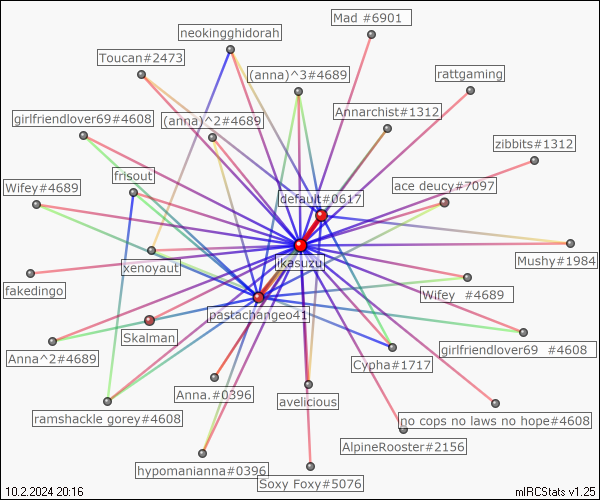 Mad #6901
neokingghidorah
Toucan#2473
(anna)^3#4689
rattgaming
girlfriendlover69#4608
(anna)^2#4689
Annarchist#1312
zibbits#1312
frisout
Wifey#4689
default#0617
ace deucy#7097
ikasuzu
Mushy#1984
xenoyaut
fakedingo
Wifey #4689
pastachangeo41
Skalman
girlfriendlover69 #4608
Anna^2#4689
Cypha#1717
Anna.#0396
avelicious
ramshackle gorey#4608
no cops no laws no hope#4608
AlpineRooster#2156
hypomanianna#0396
Soxy Foxy#5076
10.2.2024 20:16
mIRCStats v1.25